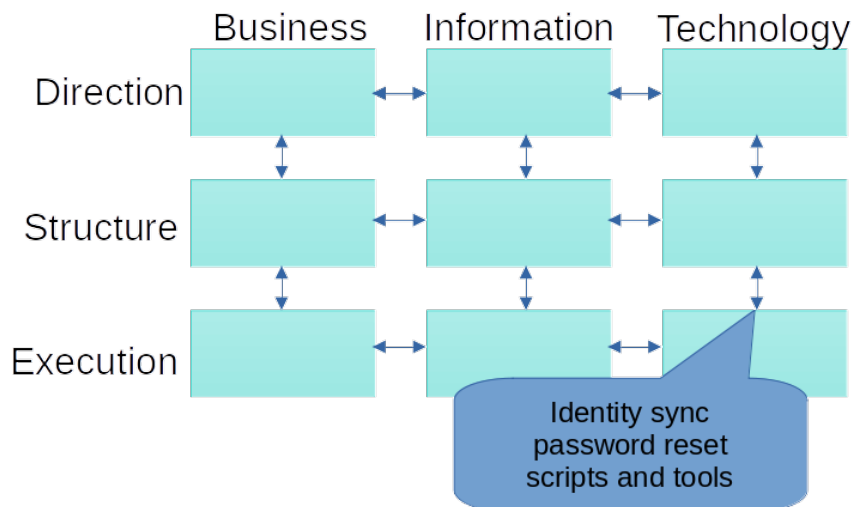 Business Information Technology
Direction
Structure
Execution
Identity sync
password reset
scripts and tools